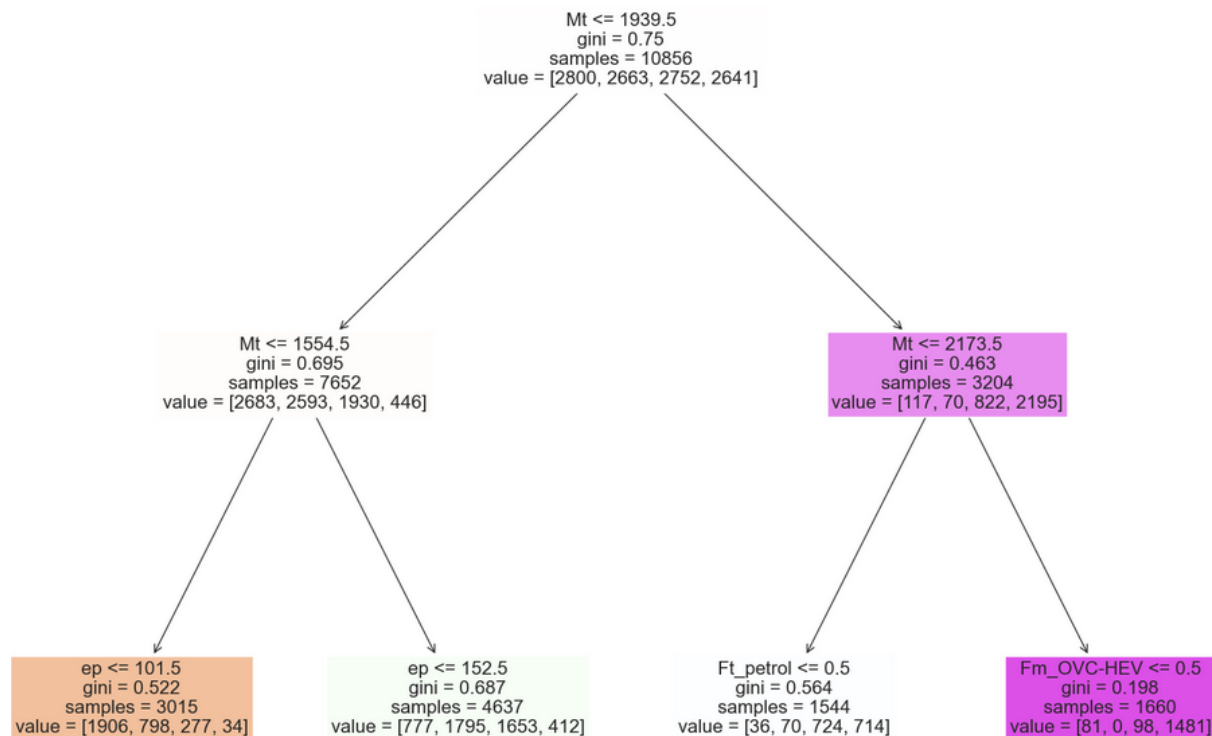 Mt <= 1939.5
gini = 0.75
samples = 10856
value = [2800, 2663, 2752, 2641]
Mt <= 1554.5
gini = 0.695
samples = 7652
value = [2683, 2593, 1930, 446]
Mt <= 2173.5
gini = 0.463
samples = 3204
value = [117, 70, 822, 2195]
ep <= 101.5
gini = 0.522
samples = 3015
value = [1906, 798, 277, 34]
ep <= 152.5
gini = 0.687
samples = 4637
value = [777, 1795, 1653, 412]
Ft_petrol <= 0.5
gini = 0.564
samples = 1544
value = [36, 70, 724, 714]
Fm_OVC-HEV <= 0.5
gini = 0.198
samples = 1660
value = [81, 0, 98, 1481]